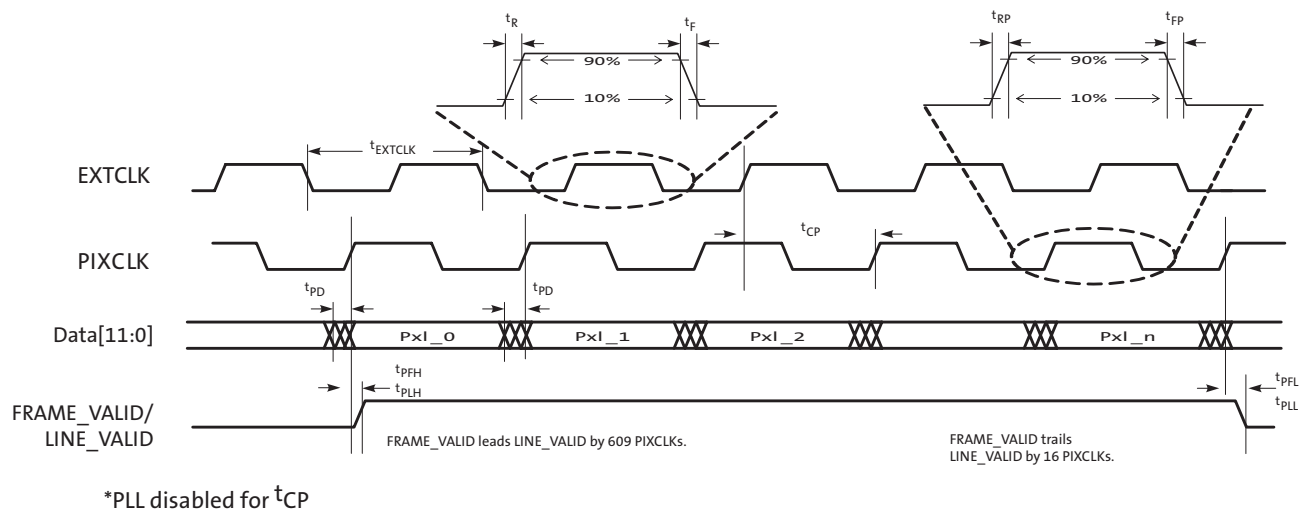 tR
tF
tRP
tFP
90%
90%
10%
10%
tEXTCLK
EXTCLK
tCP
PIXCLK
tPD
tPD
Data[11:0]
Pxl_0
Pxl_1
Pxl_2
Pxl_n
tPFH
tPLH
tPFL
tPLL
FRAME_VALID/
LINE_VALID
FRAME_VALID leads LINE_VALID by 609 PIXCLKs.
FRAME_VALID trails
LINE_VALID by 16 PIXCLKs.
*PLL disabled for tCP